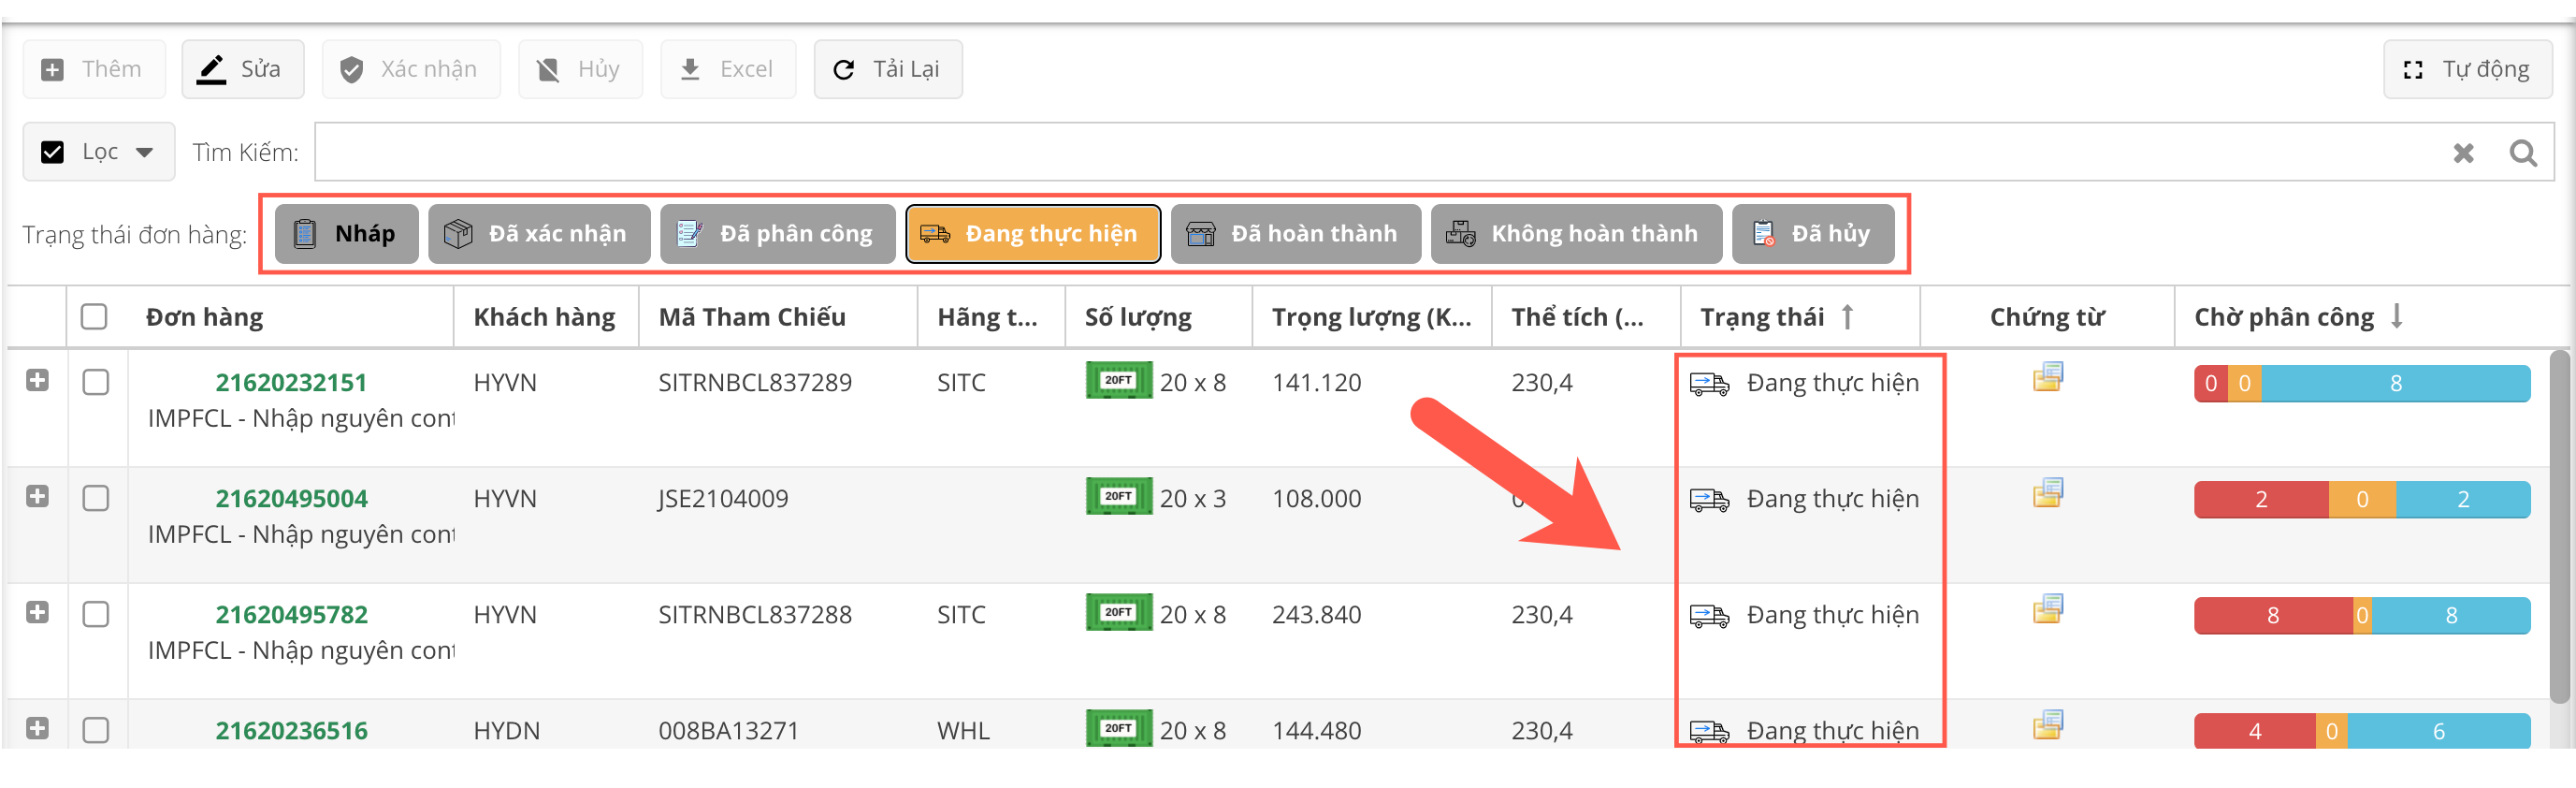 Thêm Sửa Xác nhận Hủy Excel Tải Lại Tự động
Lọc Tìm Kiếm:
Trạng thái đơn hàng: Nháp Đã xác nhận Đã phân công Đang thực hiện Đã hoàn thành Không hoàn thành Đã hủy
Đơn hàng Khách hàng Mã Tham Chiếu Hãng t... Số lượng Trọng lượng (K... Thể tích (... Trạng thái Chứng từ Chờ phân công
21620232151 HYVN SITRNBCL837289 SITC 20FT 20 x 8 141.120 230,4 Đang thực hiện 0 0 8
IMPFCL - Nhập nguyên cont
21620495004 HYVN JSE2104009 20FT 20 x 3 108.000 Đang thực hiện 2 0 2
IMPFCL - Nhập nguyên cont
21620495782 HYVN SITRNBCL837288 SITC 20FT 20 x 8 243.840 230,4 Đang thực hiện 8 0 8
IMPFCL - Nhập nguyên cont
21620236516 HYDN 008BA13271 WHL 20FT 20 x 8 144.480 230,4 Đang thực hiện 4 0 6